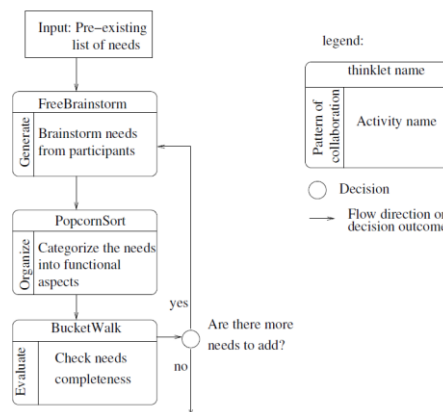 Input: Pre−existing
list of needs
FreeBrainstorm
Generate
Brainstorm needs
from participants
PopcornSort
Organize
Categorize the needs
into functional
aspects
BucketWalk
Evaluate
Check needs
completeness
yes
Are there more
needs to add?
no
legend:
thinklet name
Pattern of
collaboration
Activity name
Decision
Flow direction or
decision outcome